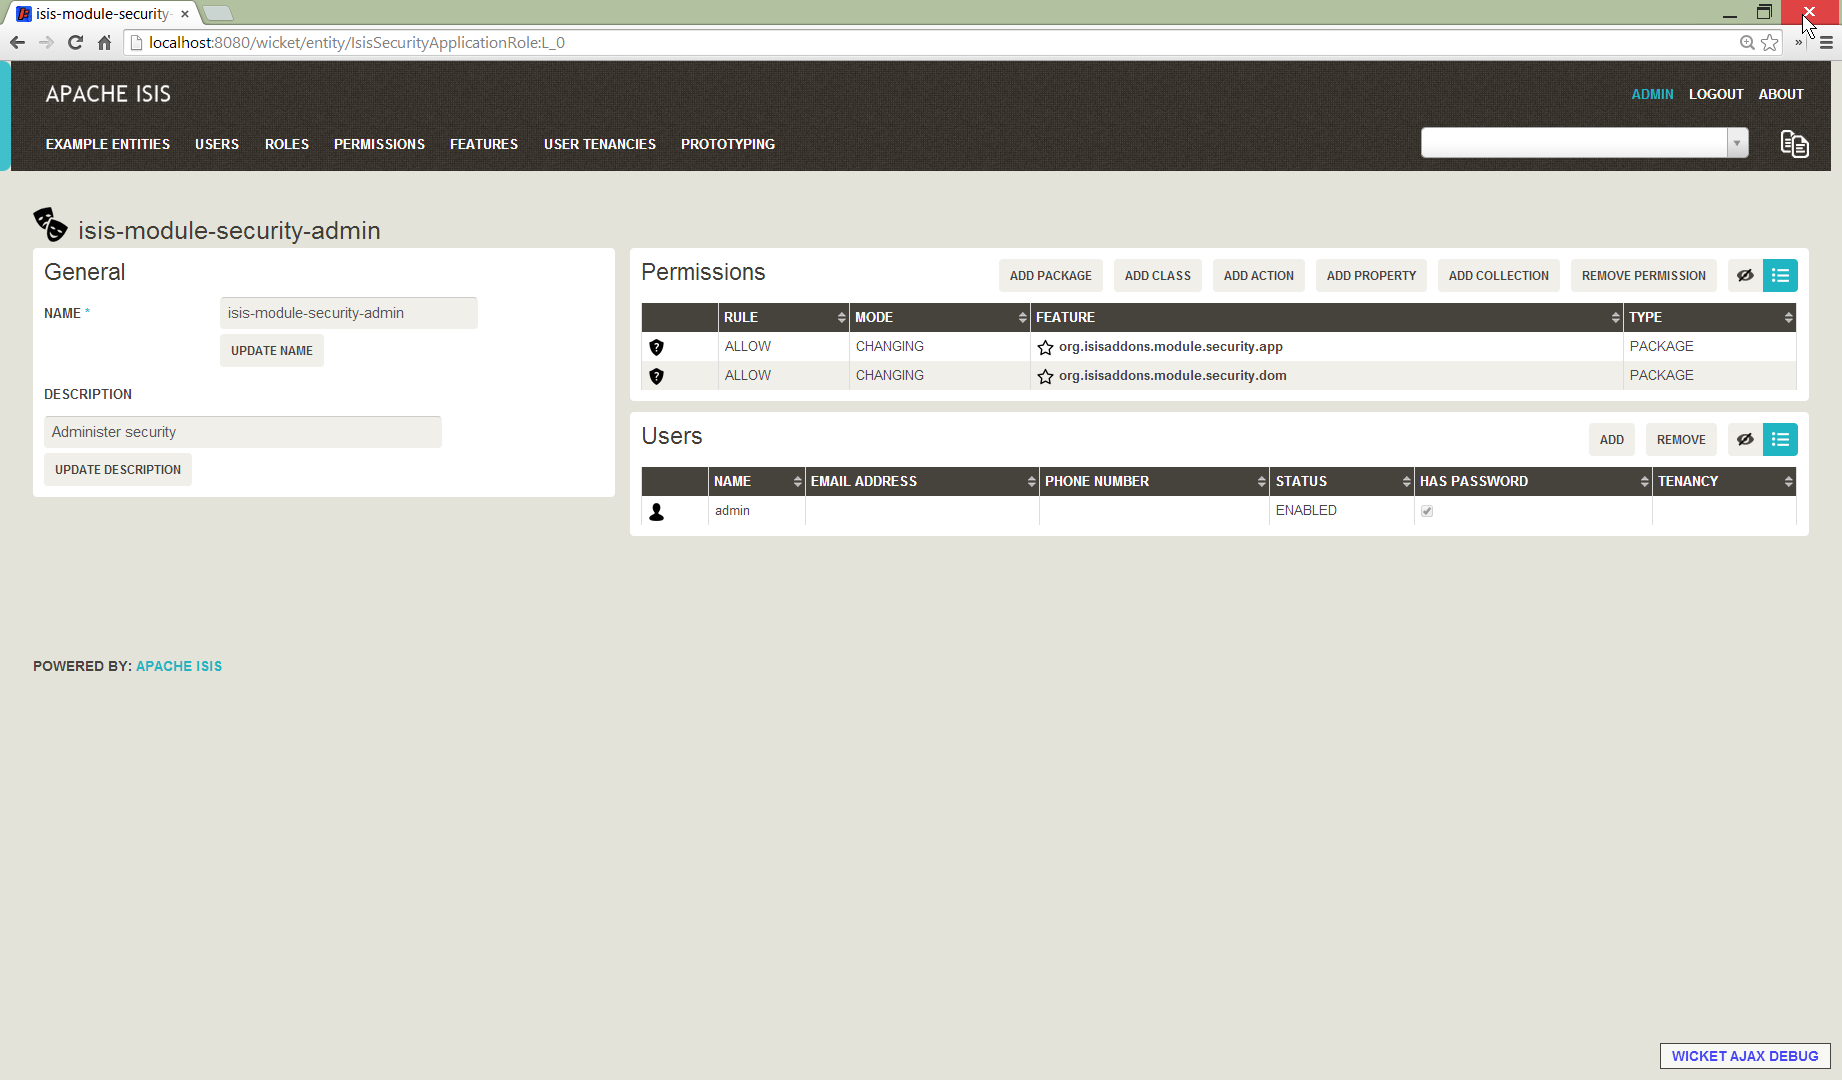 isis-module-security-
localhost:8080/wicket/entity/IsisSecurityApplicationRole:L_0
»
APACHE ISIS
ADMIN LOGOUT ABOUT
EXAMPLE ENTITIES USERS ROLES PERMISSIONS FEATURES USER TENANCIES PROTOTYPING
isis-module-security-admin
General
NAME *
isis-module-security-admin
UPDATE NAME
DESCRIPTION
Administer security
UPDATE DESCRIPTION
Permissions
ADD PACKAGE ADD CLASS ADD ACTION ADD PROPERTY ADD COLLECTION REMOVE PERMISSION
RULE MODE FEATURE TYPE
ALLOW CHANGING org.isisaddons.module.security.app PACKAGE
ALLOW CHANGING org.isisaddons.module.security.dom PACKAGE
Users
ADD REMOVE
NAME EMAIL ADDRESS PHONE NUMBER STATUS HAS PASSWORD TENANCY
admin ENABLED
POWERED BY: APACHE ISIS
WICKET AJAX DEBUG